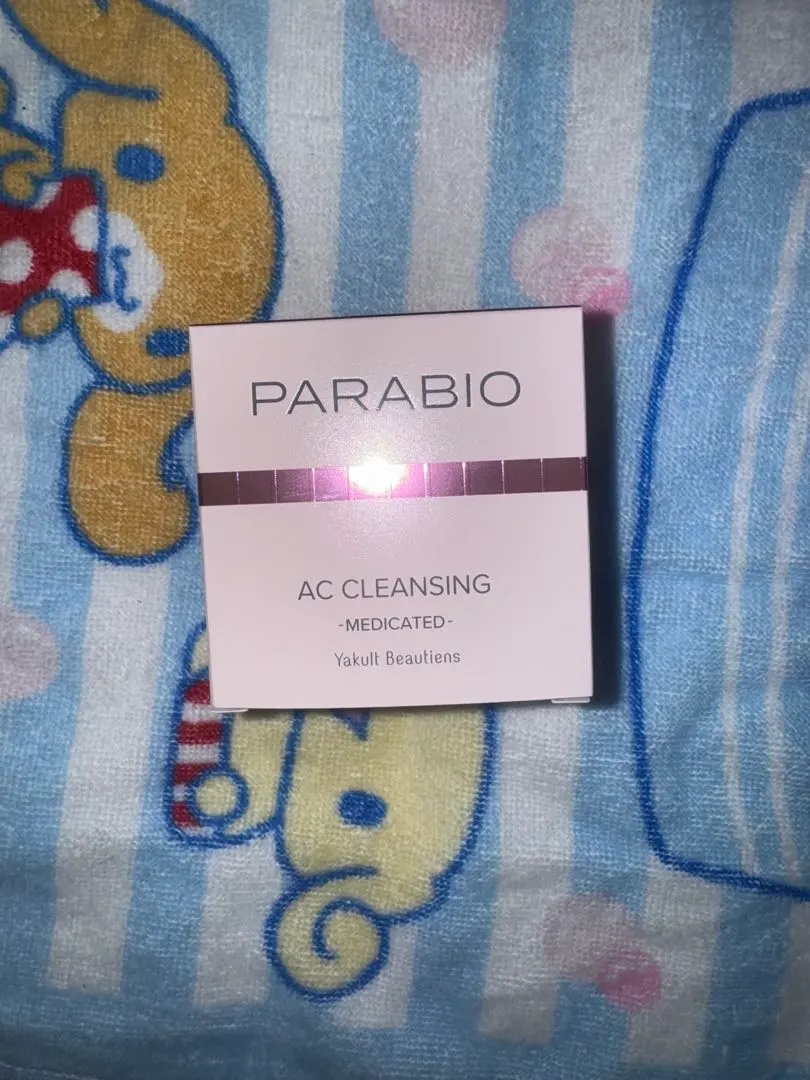 PARABIO
AC CLEANSING
-MEDICATED-
Yakult Beautiens